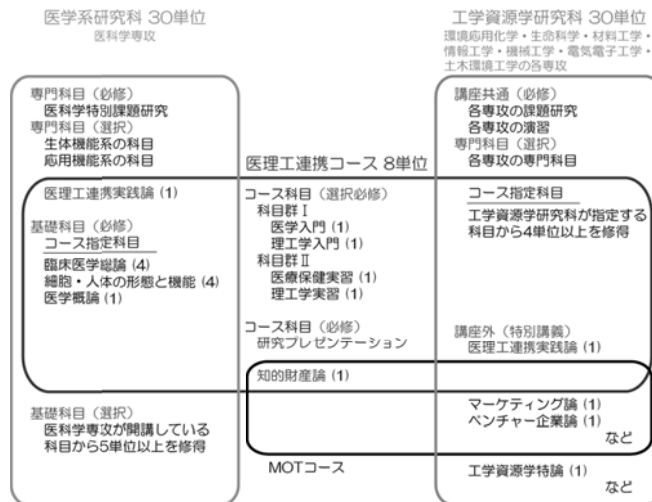 医学系研究科 30単位
医科学専攻
専門科目（必修）
医科学特別課題研究
専門科目（選択）
生体機能系の科目
応用機能系の科目
医理工連携実践論 (1)
基礎科目（必修）
コース指定科目
臨床医学総論 (4)
細胞・人体の形態と機能 (4)
医学概論 (1)
基礎科目（選択）
医科学専攻が開講している
科目から5単位以上を修得
医理工連携コース 8単位
コース科目（選択必修）
科目群Ⅰ
医学入門 (1)
理工学入門 (1)
科目群Ⅱ
医療保健実習 (1)
理工学実習 (1)
コース科目（必修）
研究プレゼンテーション
知的財産論 (1)
MOTコース
工学資源学研究科 30単位
環境応用化学・生命科学・材料工学・
情報工学・機械工学・電気電子工学・
土木環境工学の各専攻
講座共通（必修）
各専攻の課題研究
各専攻の演習
専門科目（選択）
各専攻の専門科目
コース指定科目
工学資源学研究科が指定する
科目から4単位以上を修得
講座外（特別講義）
医理工連携実践論 (1)
マーケティング論 (1)
ベンチャー企業論 (1)
など
工学資源学特論 (1)
など